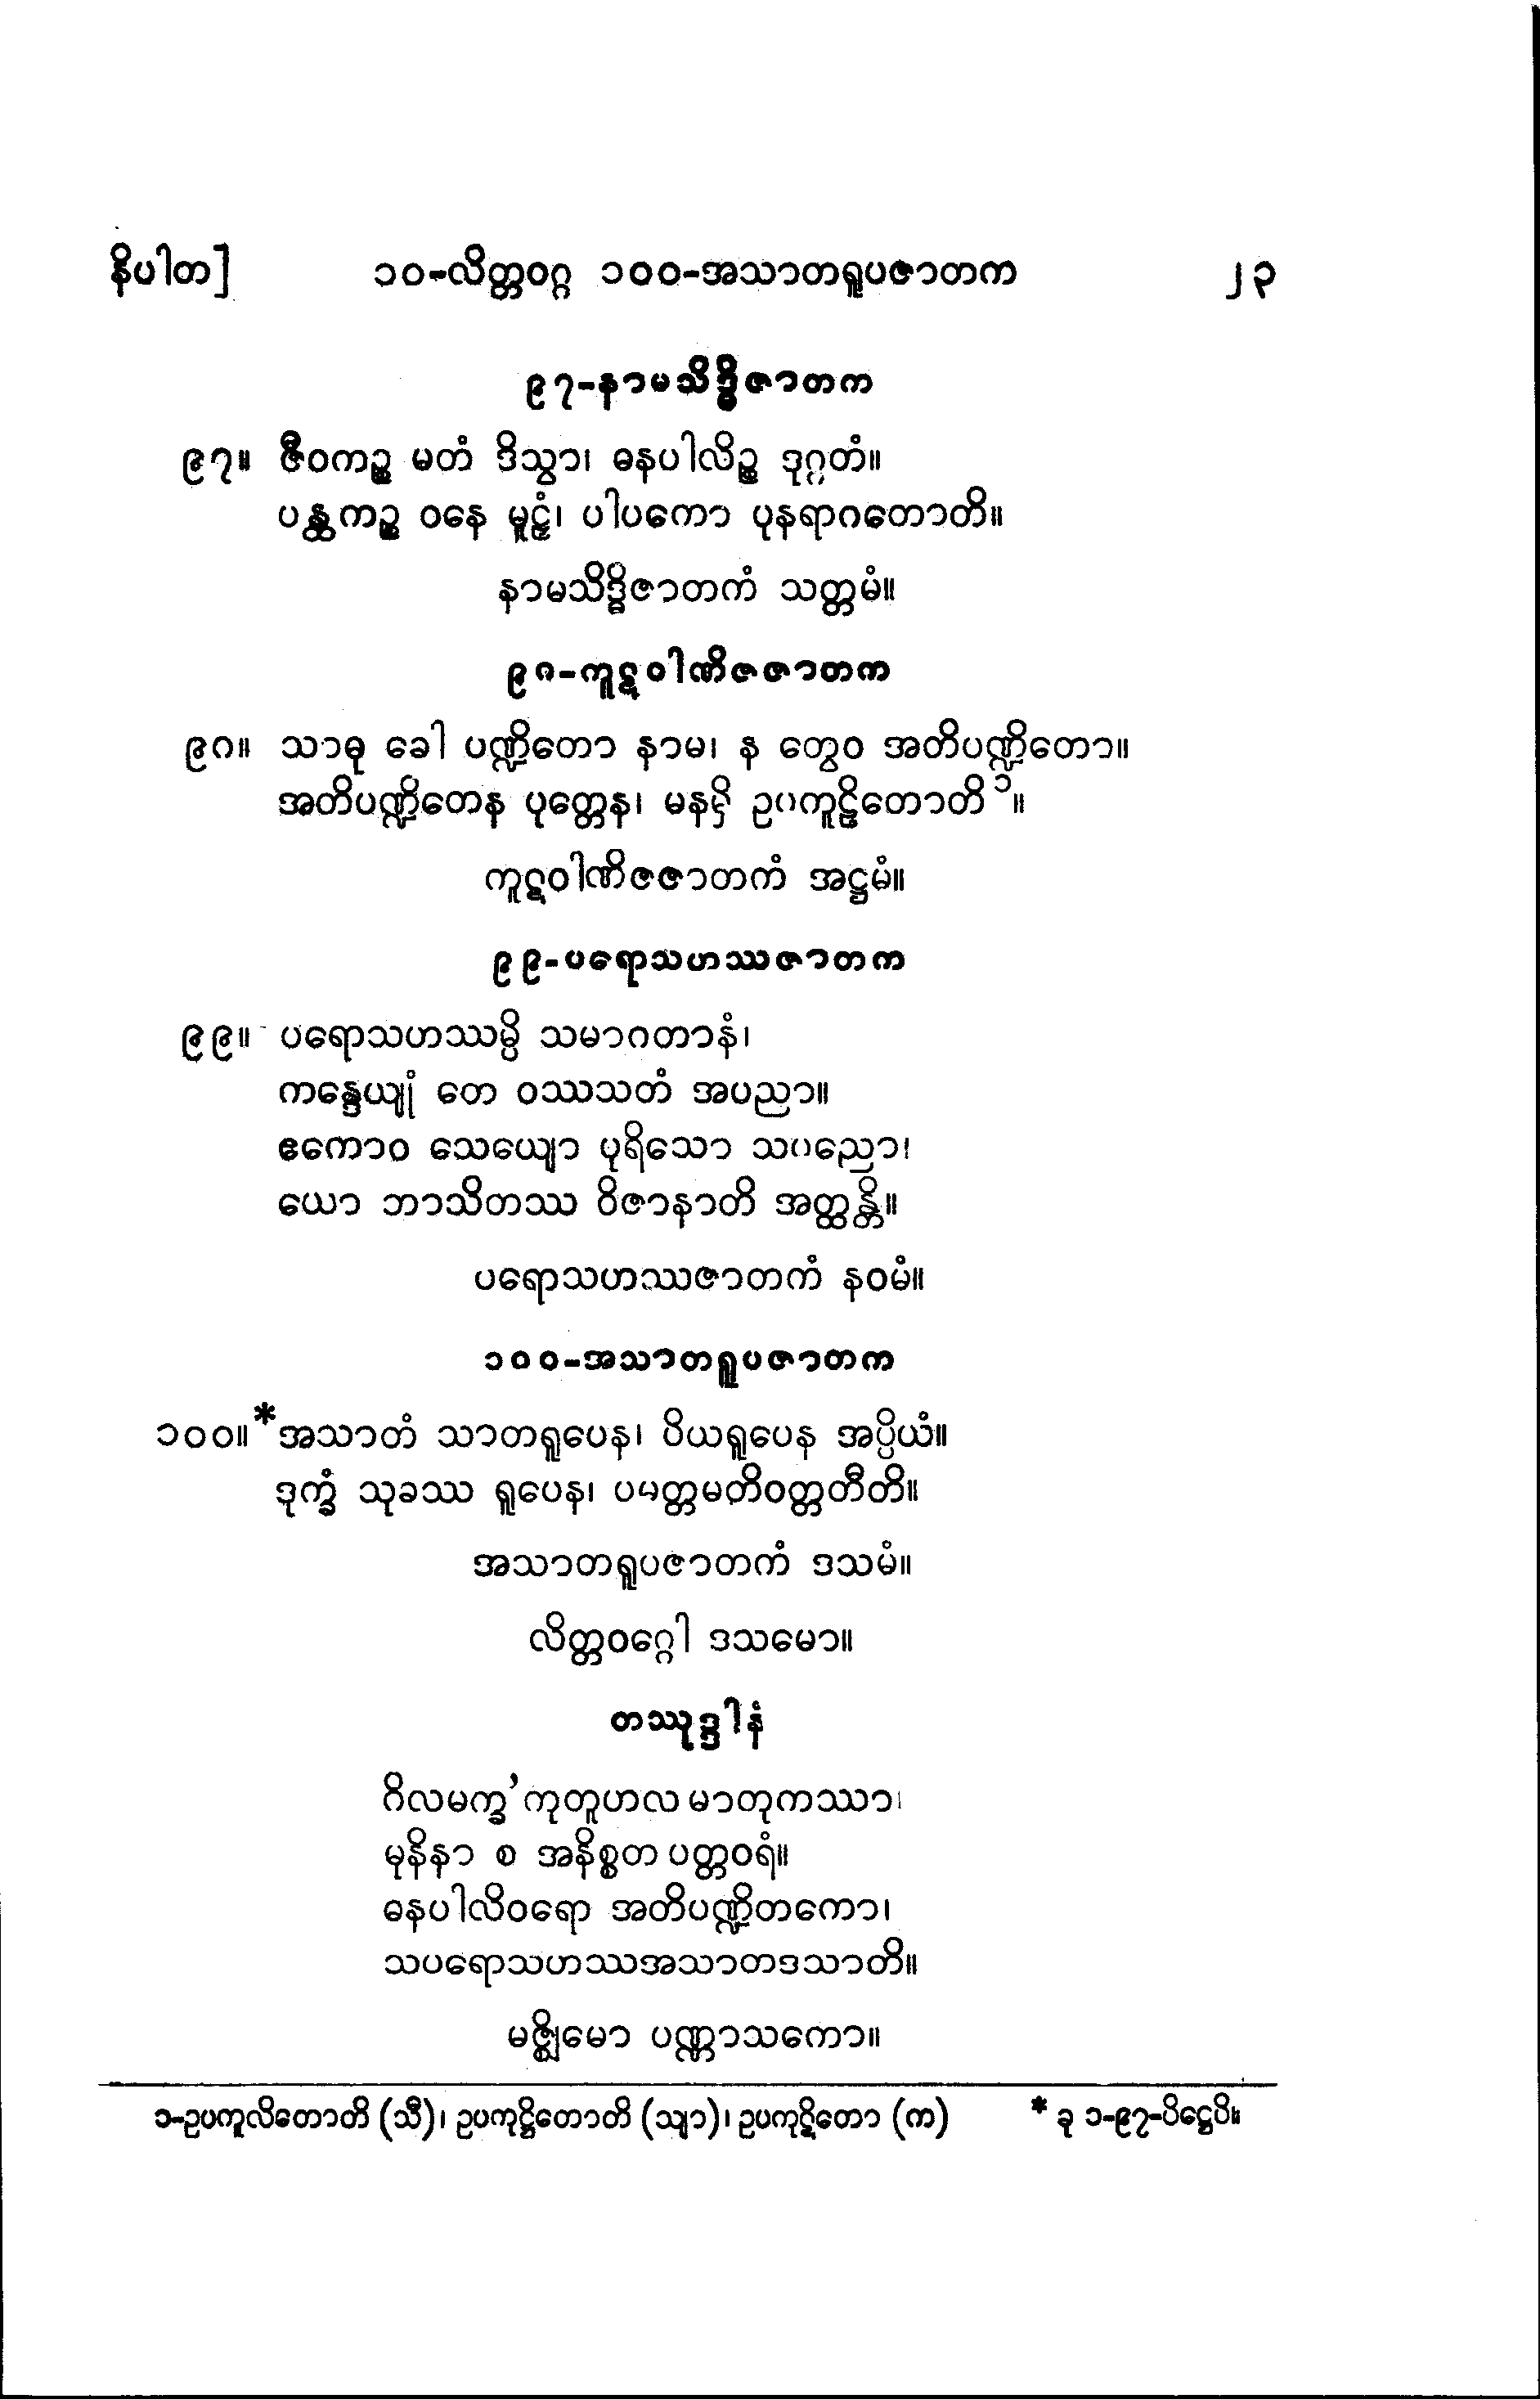 နိပါတ] ၁၀-လိတ္တဝဂ္ဂ ၁၀၀-အသာတရူပဇာတက ၂၃
၉၇-နာမသိဒ္ဓိဇာတက
၉၇။ ဇီဝကဉ္စ မတံ ဒိသွာ၊ ဓနပါလိဉ္စ ဒုဂ္ဂတံ။
ပန္ထကဉ္စ ဝနေ မူဠှံ၊ ပါပကော ပုနရာဂတောတိ။
နာမသိဒ္ဓိဇာတကံ သတ္တမံ။
၉၈-ကူဋဝါဏိဇဇာတက
၉၈။ သာဓု ခေါ ပဏ္ဍိတော နာမ၊ န တွေဝ အတိပဏ္ဍိတော။
အတိပဏ္ဍိတေန ပုတ္တေန၊ မနမှိ ဥပကူဠိတောတိ ၁။
ကူဋဝါဏိဇဇာတကံ အဋ္ဌမံ။
၉၉-ပရောသဟဿဇာတက
၉၉။ ပရောသဟဿမ္ပိ သမာဂတာနံ၊
ကန္ဒေယျုံ တေ ဝဿသတံ အပညာ။
ဧကောဝ သေယျော ပုရိသော သပညော၊
ယော ဘာသိတဿ ဝိဇာနာတိ အတ္ထန္တိ။
ပရောသဟဿဇာတကံ နဝမံ။
၁၀၀-အသာတရူပဇာတက
၁၀၀။ * အသာတံ သာတရူပေန၊ ပိယရူပေန အပ္ပိယံ။
ဒုက္ခံ သုခဿ ရူပေန၊ ပမတ္တမတိဝတ္တတီတိ။
အသာတရူပဇာတကံ ဒသမံ။
လိတ္တဝဂ္ဂေါ ဒသမော။
တဿုဒ္ဒါနံ
ဂိလမက္ခ’ကုတူဟလ မာတုကဿာ၊
မုနိနာ စ အနိစ္စတ ပတ္တဝရံ။
ဓနပါလိဝရော အတိပဏ္ဍိတကော၊
သပရောသဟဿအသာတဒသာတိ။
မဇ္ဈိမော ပဏ္ဏာသကော။
၁-ဥပကူလိတောတိ (သီ)၊ ဥပကုဋ္ဌိတောတိ (သျာ)၊ ဥပကုဋိတော (က) * ခု ၁-၉၇-ပိဋ္ဌေပိ။